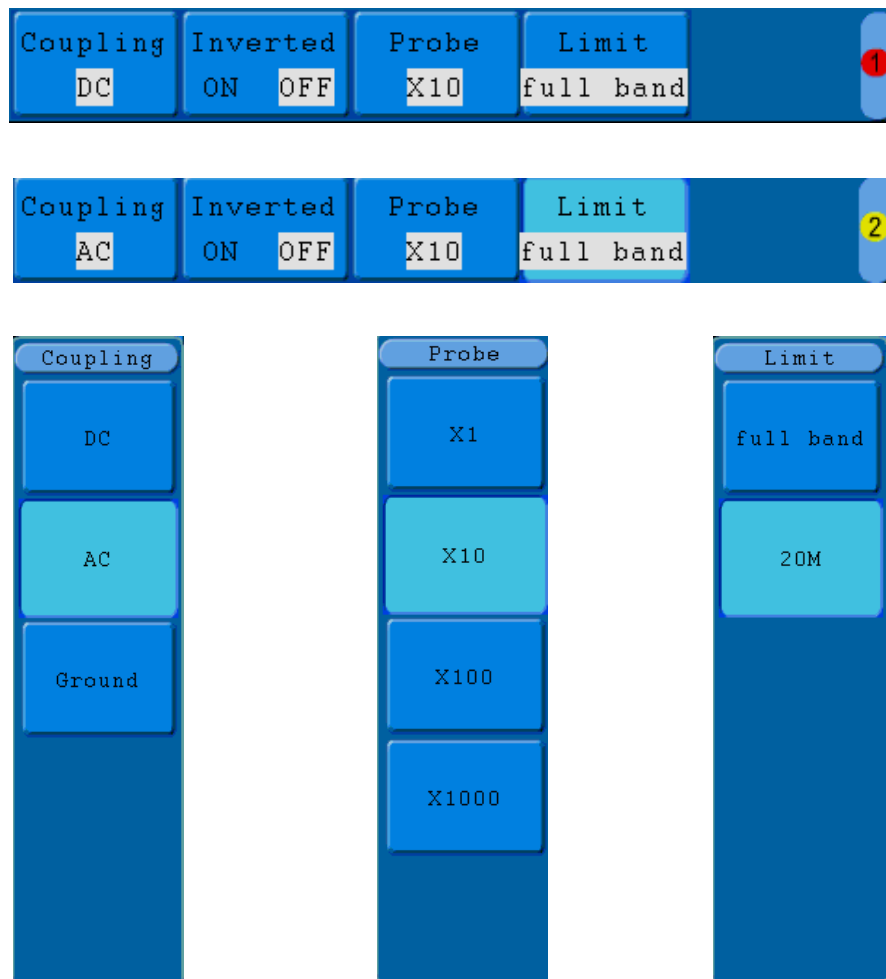 Coupling Inverted Probe Limit
DC ON OFF X10 full band 1
Coupling Inverted Probe Limit
AC ON OFF X10 full band 2
Coupling
DC
AC
Ground
Probe
X1
X10
X100
X1000
Limit
full band
20M